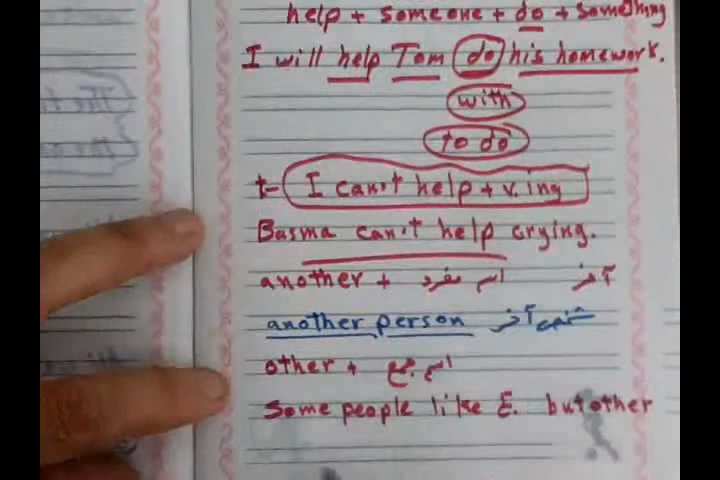 help + someone + do + something
I will help Tom do his homework.
with
to do
I can't help + v. ing
Basma can't help crying.
another + اسم مفرد آخر
another person شخص آخر
other + اسم جمع
Some people like E. but other